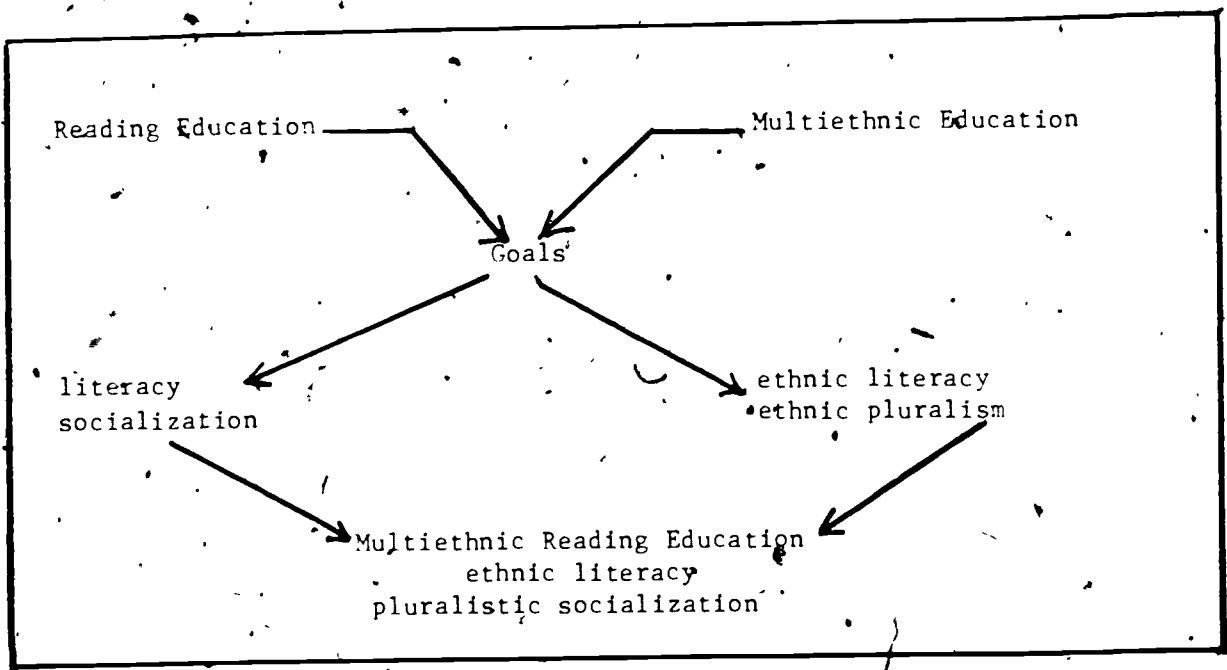 Reading Education
Multiethnic Education
Goals
literacy
socialization
ethnic literacy
ethnic pluralism
Multiethnic Reading Education
ethnic literacy
pluralistic socialization